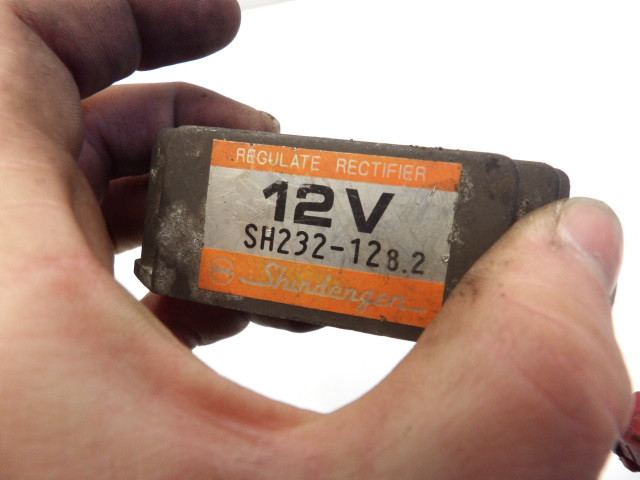 REGULATE RECTIFIER
12V
SH232-128.2
Shindengen